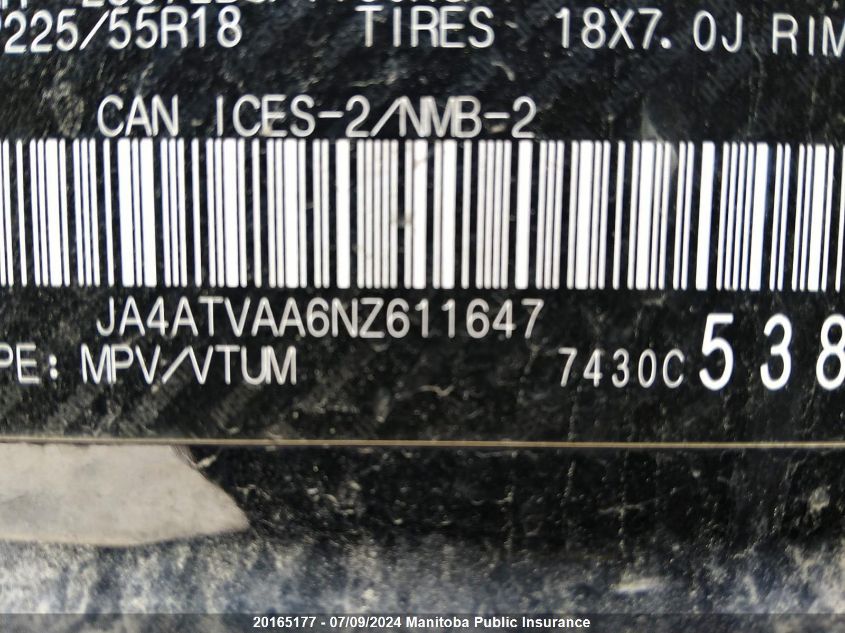 225/55R18 TIRES 18X7.0J RIM
CAN ICES-2/NMB-2
JA4ATVAA6NZ611647
PE: MPV/VTUM 7430C 538
20165177 - 07/09/2024 Manitoba Public Insurance